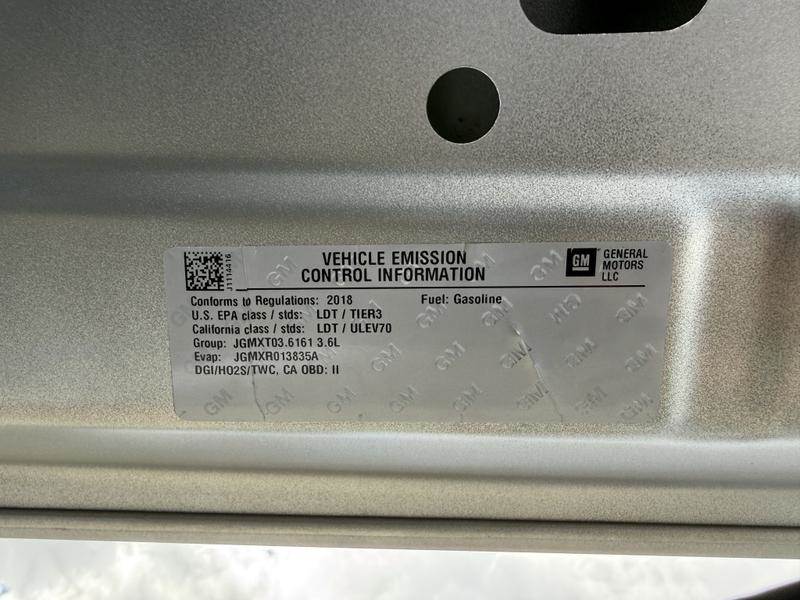 J1114416
VEHICLE EMISSION
CONTROL INFORMATION
GM
GENERAL
MOTORS
LLC
Conforms to Regulations: 2018 Fuel: Gasoline
U.S. EPA class / stds: LDT / TIER3
California class / stds: LDT / ULEV70
Group: JGMXT03.6161 3.6L
Evap: JGMXR013835A
DGI/HO2S/TWC, CA OBD: II